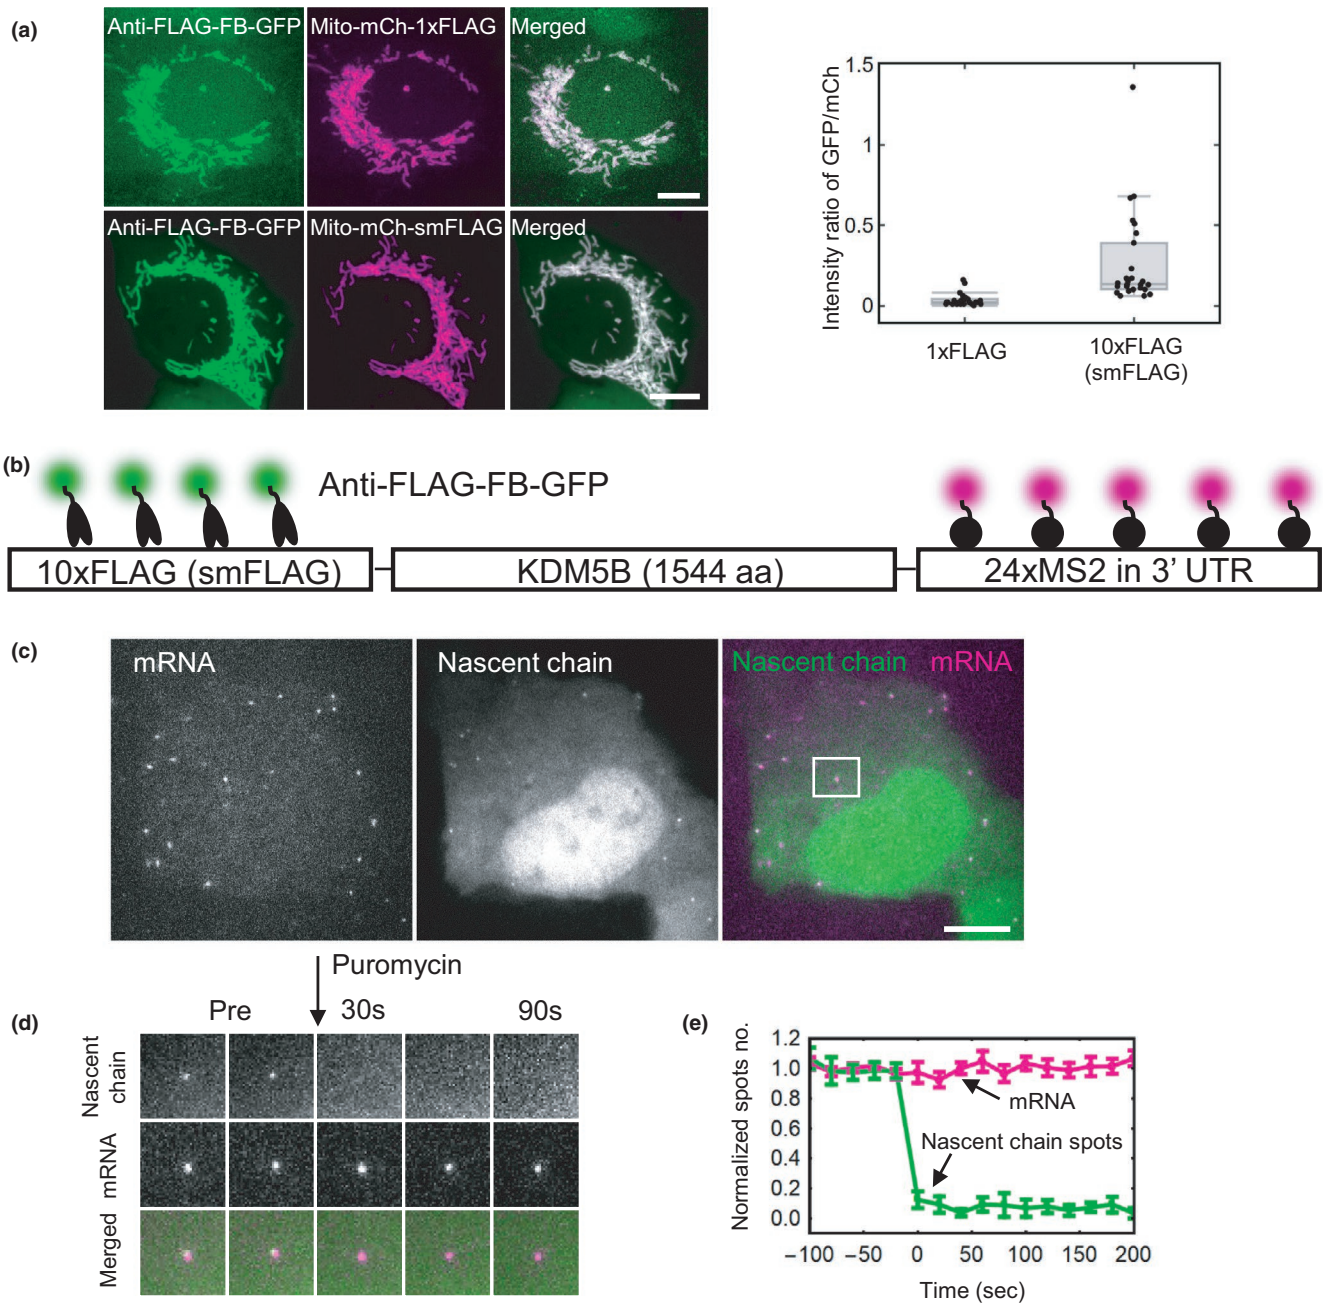 (a)
Anti-FLAG-FB-GFP
Mito-mCh-1xFLAG
Merged
Anti-FLAG-FB-GFP
Mito-mCh-smFLAG
Merged
Intensity ratio of GFP/mCh
1.5
1
0.5
0
1xFLAG
10xFLAG
(smFLAG)
(b)
Anti-FLAG-FB-GFP
10xFLAG (smFLAG)
KDM5B (1544 aa)
24xMS2 in 3' UTR
(c)
mRNA
Nascent chain
Nascent chain mRNA
Puromycin
(d)
Pre
30s
90s
Nascent
chain
mRNA
Merged
(e)
Normalized spots no.
1.2
1.0
0.8
0.6
0.4
0.2
0.0
mRNA
Nascent chain spots
−100
−50
0
50
100
150
200
Time (sec)